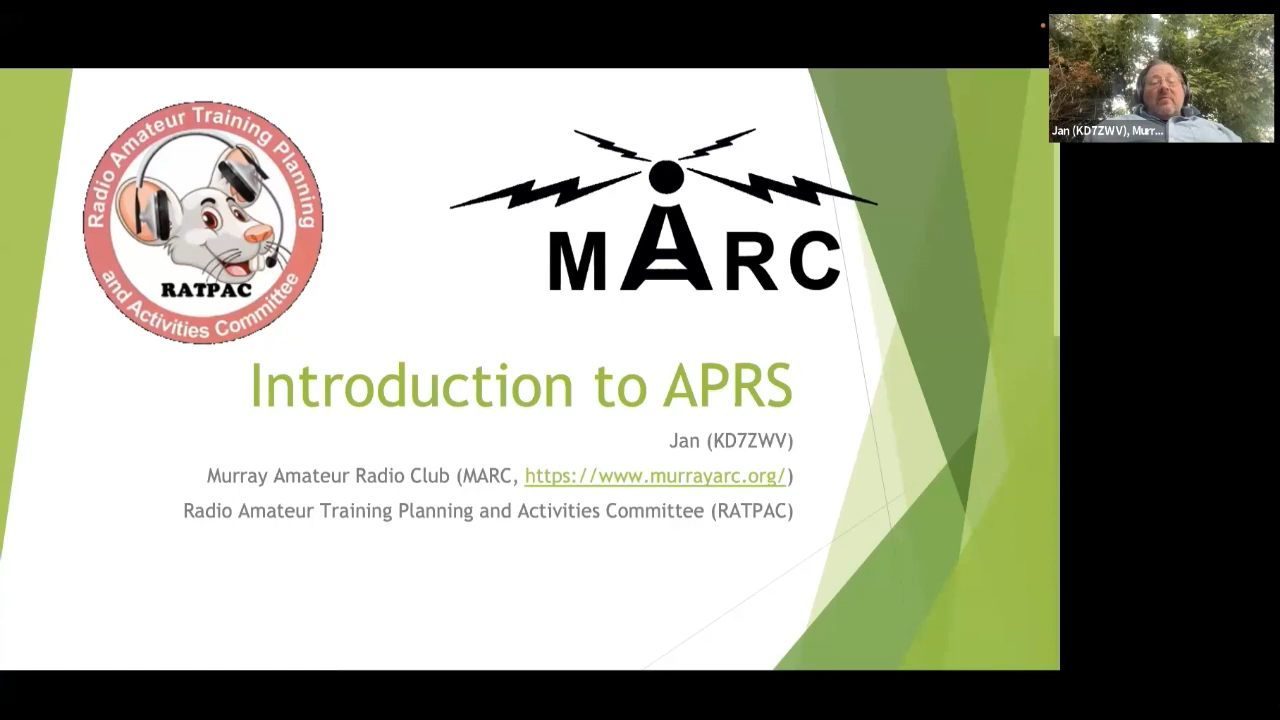 Radio Amateur Training Planning
and Activities Committee
RATPAC
MARC
Jan (KD7ZWV), Murr...
Introduction to APRS
Jan (KD7ZWV)
Murray Amateur Radio Club (MARC, https://www.murrayarc.org/)
Radio Amateur Training Planning and Activities Committee (RATPAC)